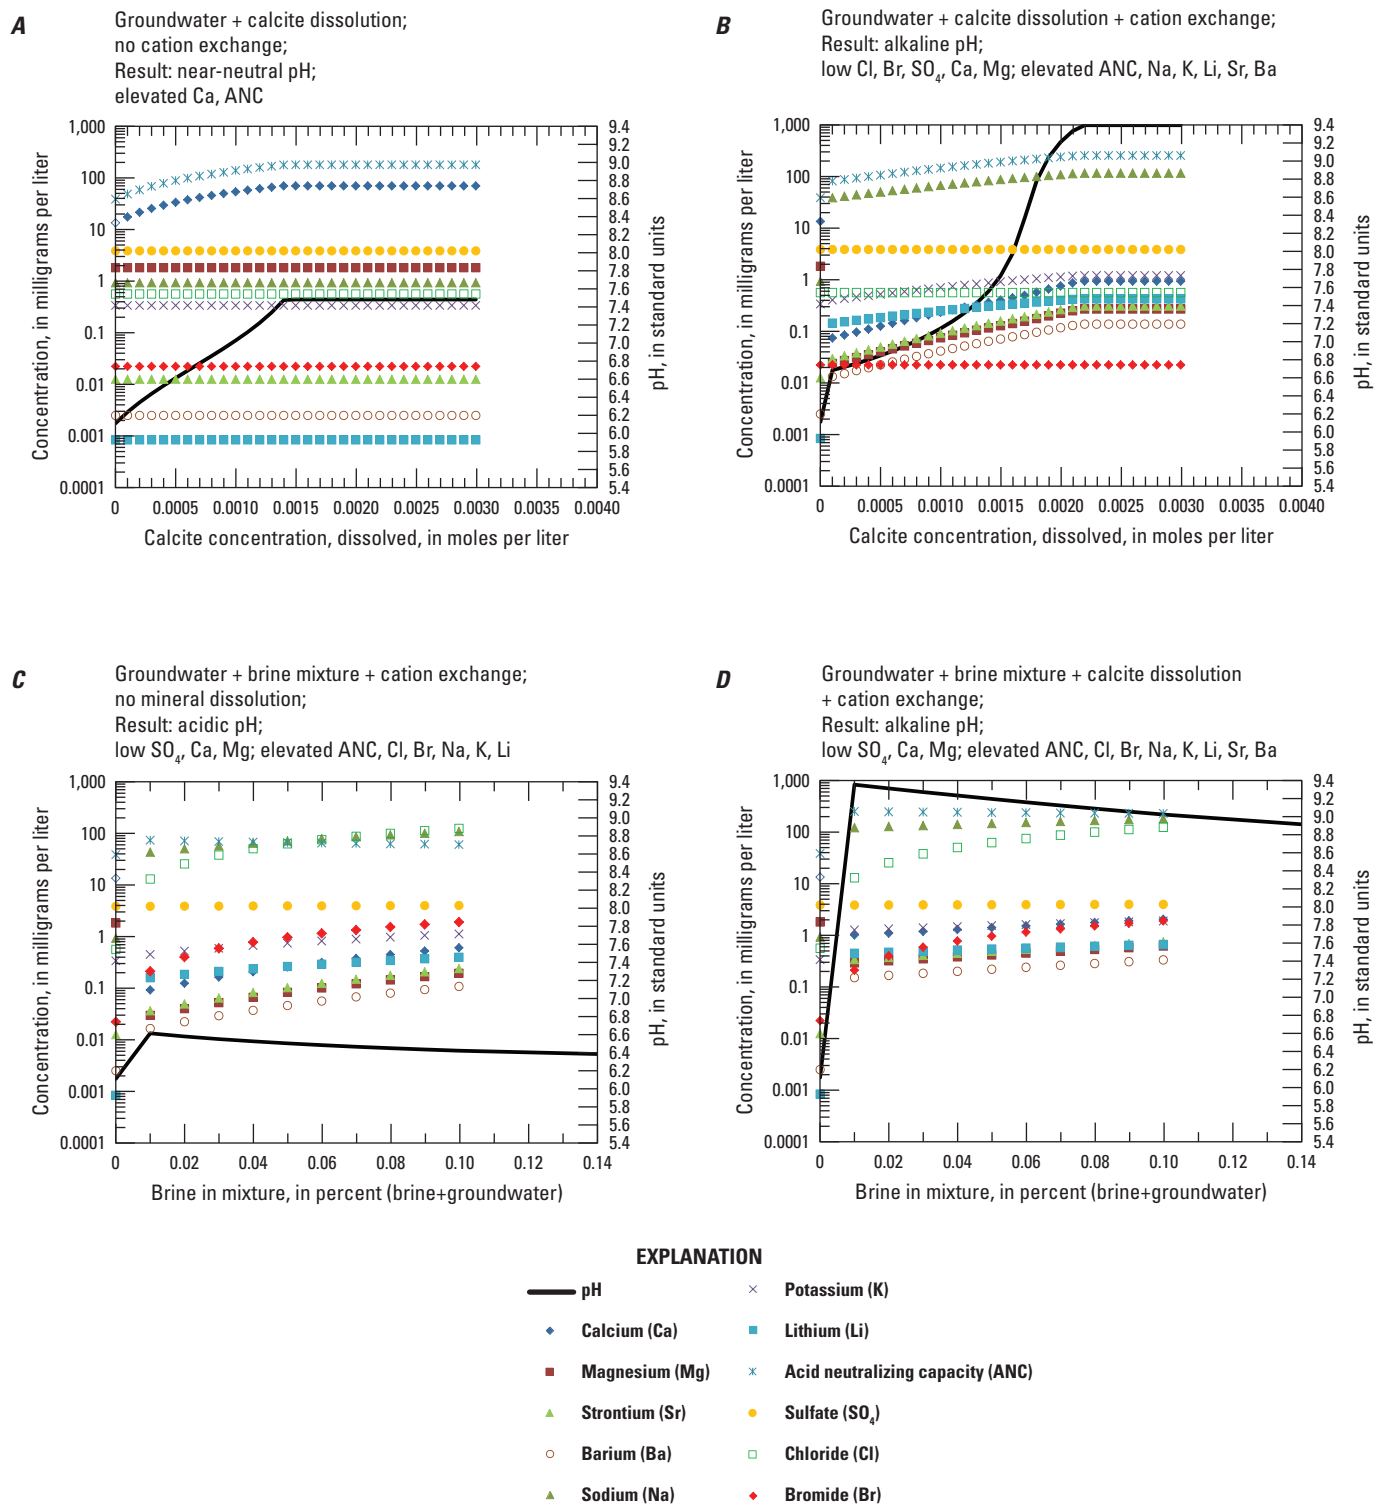 A
Groundwater + calcite dissolution;
no cation exchange;
Result: near-neutral pH;
elevated Ca, ANC
Concentration, in milligrams per liter
1,000
100
10
1
0.1
0.01
0.001
0.0001
9.4
9.2
9.0
8.8
8.6
8.4
8.2
8.0
7.8
7.6
7.4
7.2
7.0
6.8
6.6
6.4
6.2
6.0
5.8
5.6
5.4
pH, in standard units
0 0.0005 0.0010 0.0015 0.0020 0.0025 0.0030 0.0035 0.0040
Calcite concentration, dissolved, in moles per liter
B
Groundwater + calcite dissolution + cation exchange;
Result: alkaline pH;
low Cl, Br, SO₄, Ca, Mg; elevated ANC, Na, K, Li, Sr, Ba
Concentration, in milligrams per liter
1,000
100
10
1
0.1
0.01
0.001
0.0001
9.4
9.2
9.0
8.8
8.6
8.4
8.2
8.0
7.8
7.6
7.4
7.2
7.0
6.8
6.6
6.4
6.2
6.0
5.8
5.6
5.4
pH, in standard units
0 0.0005 0.0010 0.0015 0.0020 0.0025 0.0030 0.0035 0.0040
Calcite concentration, dissolved, in moles per liter
C
Groundwater + brine mixture + cation exchange;
no mineral dissolution;
Result: acidic pH;
low SO₄, Ca, Mg; elevated ANC, Cl, Br, Na, K, Li
Concentration, in milligrams per liter
1,000
100
10
1
0.1
0.01
0.001
0.0001
9.4
9.2
9.0
8.8
8.6
8.4
8.2
8.0
7.8
7.6
7.4
7.2
7.0
6.8
6.6
6.4
6.2
6.0
5.8
5.6
5.4
pH, in standard units
0 0.02 0.04 0.06 0.08 0.10 0.12 0.14
Brine in mixture, in percent (brine+groundwater)
D
Groundwater + brine mixture + calcite dissolution
+ cation exchange;
Result: alkaline pH;
low SO₄, Ca, Mg; elevated ANC, Cl, Br, Na, K, Li, Sr, Ba
Concentration, in milligrams per liter
1,000
100
10
1
0.1
0.01
0.001
0.0001
9.4
9.2
9.0
8.8
8.6
8.4
8.2
8.0
7.8
7.6
7.4
7.2
7.0
6.8
6.6
6.4
6.2
6.0
5.8
5.6
5.4
pH, in standard units
0 0.02 0.04 0.06 0.08 0.10 0.12 0.14
Brine in mixture, in percent (brine+groundwater)
EXPLANATION
pH
Calcium (Ca)
Magnesium (Mg)
Strontium (Sr)
Barium (Ba)
Sodium (Na)
Potassium (K)
Lithium (Li)
Acid neutralizing capacity (ANC)
Sulfate (SO₄)
Chloride (Cl)
Bromide (Br)